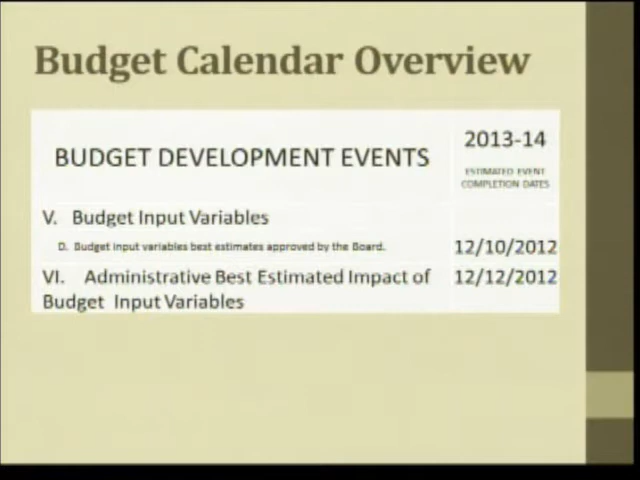 Budget Calendar Overview
BUDGET DEVELOPMENT EVENTS
2013-14
ESTIMATED EVENT
COMPLETION DATES
V. Budget Input Variables
D. Budget input variables best estimates approved by the Board.
12/10/2012
VI. Administrative Best Estimated Impact of
Budget Input Variables
12/12/2012